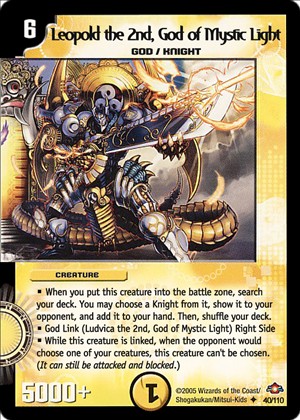 6
Leopold the 2nd, God of Mystic Light
GOD / KNIGHT
CREATURE
■ When you put this creature into the battle zone, search
your deck. You may choose a Knight from it, show it to your
opponent, and add it to your hand. Then, shuffle your deck.
■ God Link (Ludvica the 2nd, God of Mystic Light) Right Side
■ While this creature is linked, when the opponent would
choose one of your creatures, this creature can't be chosen.
(It can still be attacked and blocked.)
5000+
1
©2005 Wizards of the Coast/
Shogakukan/Mitsui-Kids ✦ 40/110